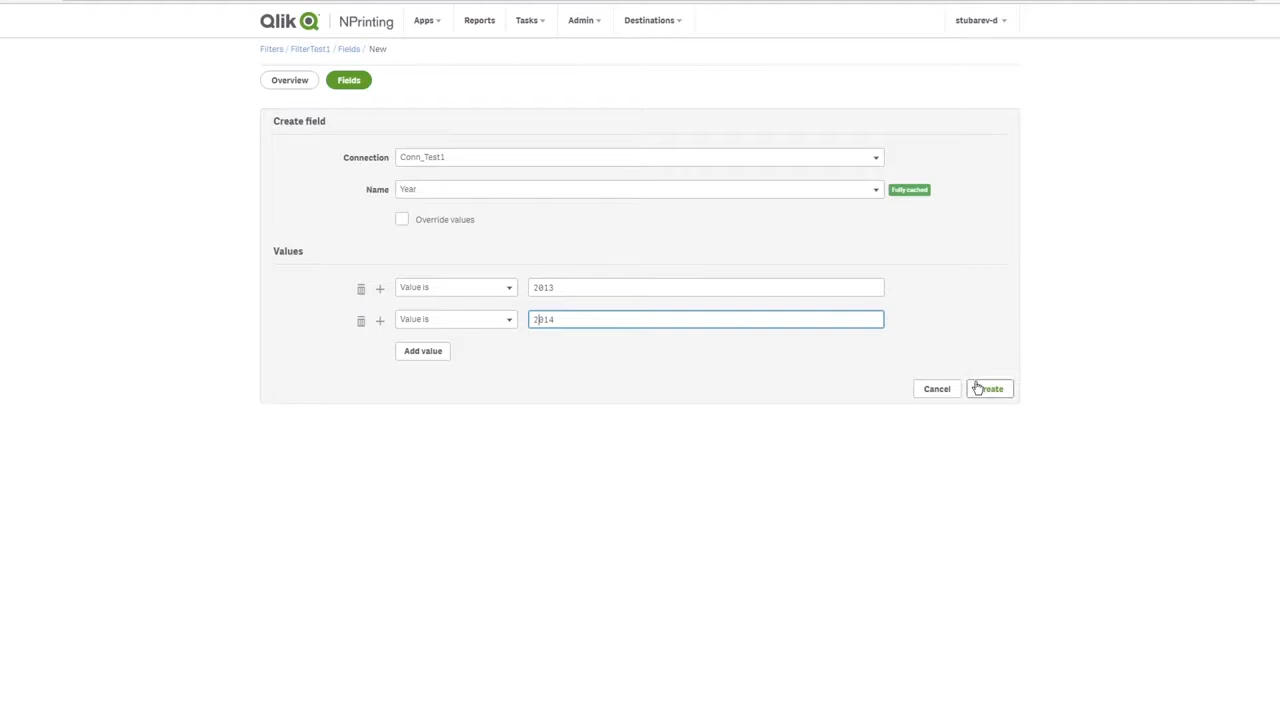 Qlik NPrinting Apps Reports Tasks Admin Destinations stubarev-d
Filters / FilterTest1 / Fields / New
Overview Fields
Create field
Connection Conn_Test1
Name Year Fully cached
Override values
Values
Value is 2013
Value is 2014
Add value
Cancel reate